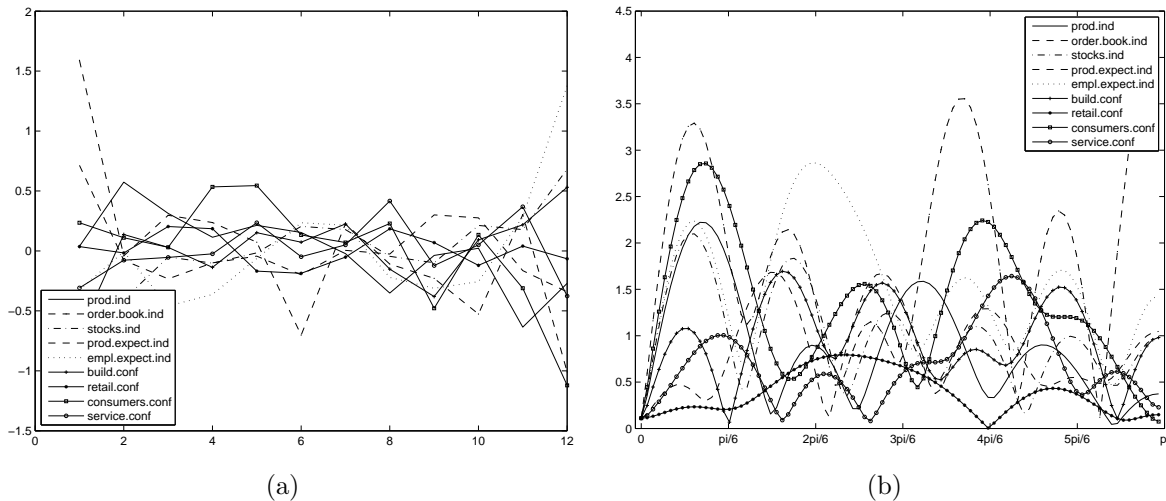 2
1.5
1
0.5
0
−0.5
−1
−1.5
0
2
4
6
8
10
12
prod.ind
order.book.ind
stocks.ind
prod.expect.ind
empl.expect.ind
build.conf
retail.conf
consumers.conf
service.conf
(a)
4.5
4
3.5
3
2.5
2
1.5
1
0.5
0
0
pi/6
2pi/6
3pi/6
4pi/6
5pi/6
p
prod.ind
order.book.ind
stocks.ind
prod.expect.ind
empl.expect.ind
build.conf
retail.conf
consumers.conf
service.conf
(b)